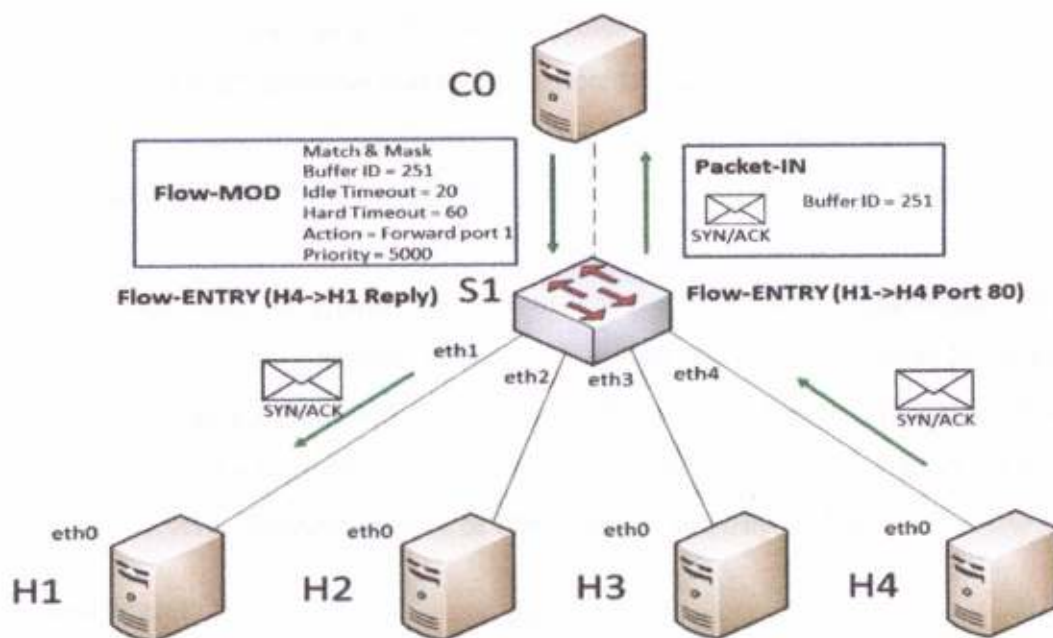 C0
Flow-MOD
Match & Mask
Buffer ID = 251
Idle Timeout = 20
Hard Timeout = 60
Action = Forward port 1
Priority = 5000
Packet-IN
Buffer ID = 251
SYN/ACK
Flow-ENTRY (H4->H1 Reply)
S1
Flow-ENTRY (H1->H4 Port 80)
eth1
eth2
eth3
eth4
SYN/ACK
SYN/ACK
eth0
eth0
eth0
eth0
H1
H2
H3
H4